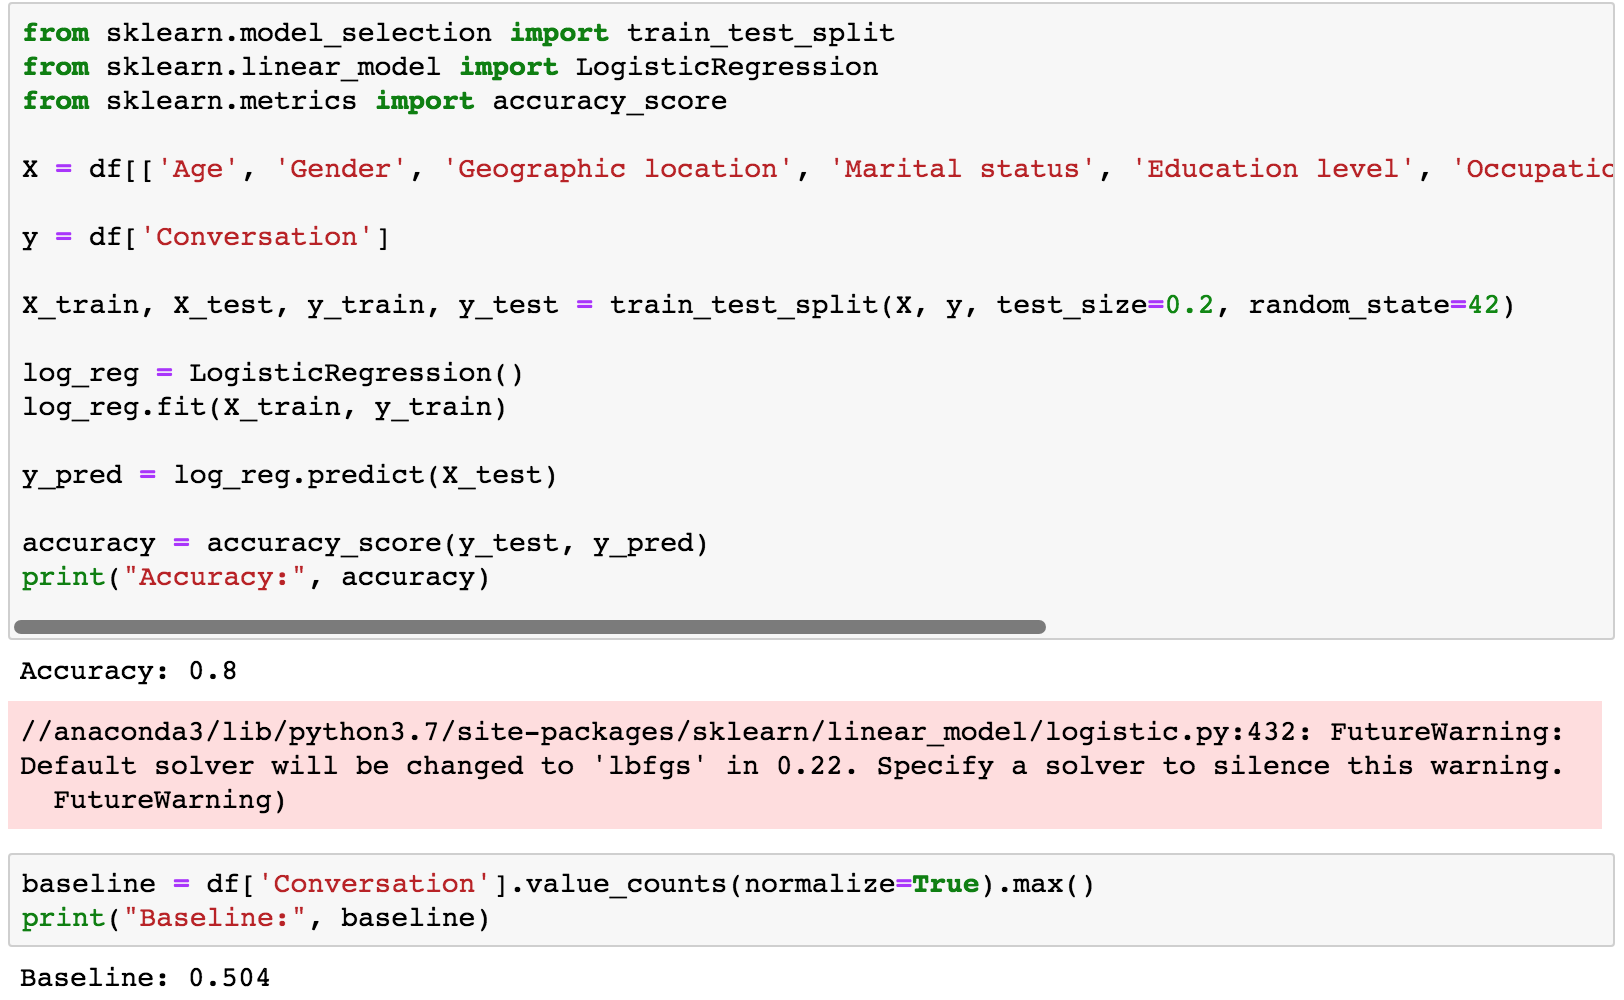 from sklearn.model_selection import train_test_split
from sklearn.linear_model import LogisticRegression
from sklearn.metrics import accuracy_score
X = df[['Age', 'Gender', 'Geographic location', 'Marital status', 'Education level',
y = df['Conversation']
X_train, X_test, y_train, y_test = train_test_split(X, y, test_size=0.2, random_state=42)
log_reg = LogisticRegression()
log_reg.fit(X_train, y_train)
y_pred = log_reg.predict(X_test)
accuracy = accuracy_score(y_test, y_pred)
print("Accuracy:", accuracy)
Accuracy: 0.8
//anaconda3/lib/python3.7/site-packages/sklearn/linear_model/logistic.py:432: FutureWarning:
Default solver will be changed to 'lbfgs' in 0.22. Specify a solver to silence this warning.
FutureWarning)
baseline = df['Conversation'].value_counts(normalize=True).max()
print("Baseline:", baseline)
Baseline: 0.504